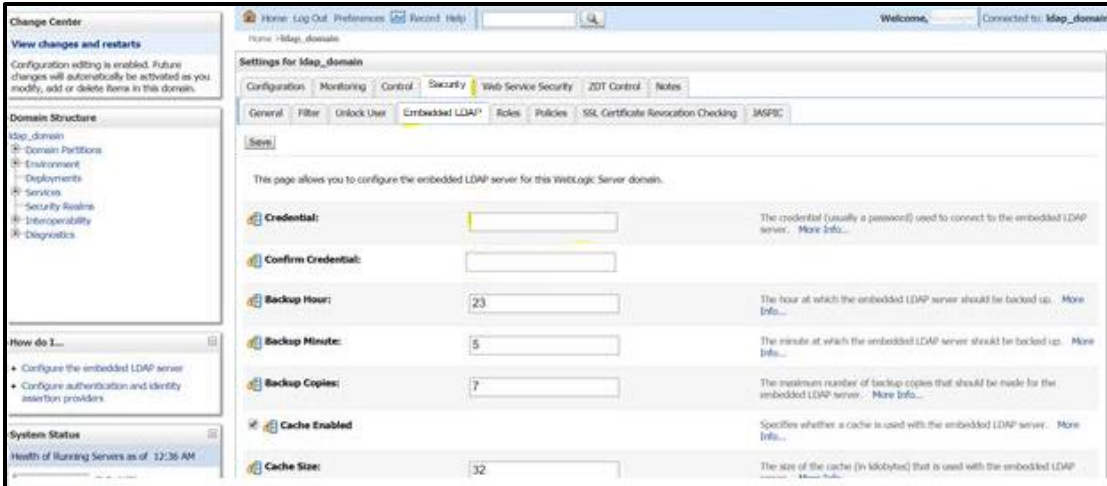 Change Center
View changes and restarts
Configuration editing is enabled. Future
changes will automatically be activated as you
modify, add or delete items in this domain.
Domain Structure
ldap_domain
Domain Partitions
Environment
Deployments
Services
Security Realms
Interoperability
Diagnostics
How do I...
Configure the embedded LDAP server
Configure authentication and identity
assertion providers
System Status
Health of Running Servers as of 12:36 AM
Home Log Out Preferences Record Help
Welcome,
Connected to: ldap_domain
Home >ldap_domain
Settings for ldap_domain
Configuration Monitoring Control Security Web Service Security ZDT Control Notes
General Filter Unlock User Embedded LDAP Roles Policies SSL Certificate Revocation Checking JASPIC
Save
This page allows you to configure the embedded LDAP server for this WebLogic Server domain.
Credential:
The credential (usually a password) used to connect to the embedded LDAP
server. More Info...
Confirm Credential:
Backup Hour:
23
The hour at which the embedded LDAP server should be backed up. More
Info...
Backup Minute:
5
The minute at which the embedded LDAP server should be backed up. More
Info...
Backup Copies:
7
The maximum number of backup copies that should be made for the
embedded LDAP server. More Info...
Cache Enabled
Specifies whether a cache is used with the embedded LDAP server. More
Info...
Cache Size:
32
The size of the cache (in kilobytes) that is used with the embedded LDAP